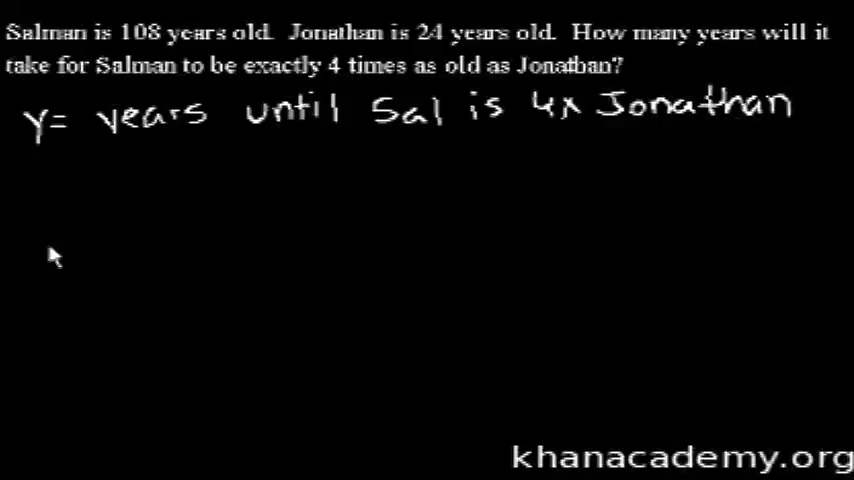 Salman is 108 years old. Jonathan is 24 years old. How many years will it
take for Salman to be exactly 4 times as old as Jonathan?
y= years until Sal is 4x Jonathan
khanacademy.org